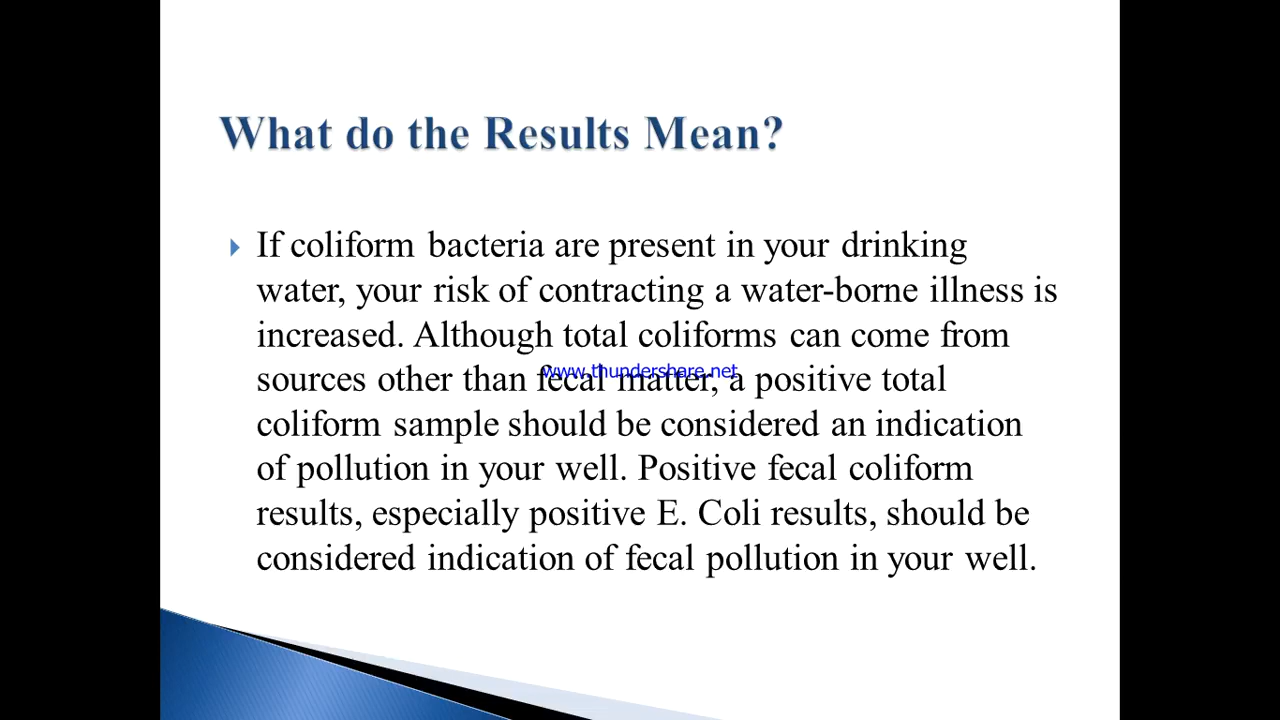 What do the Results Mean?
If coliform bacteria are present in your drinking
water, your risk of contracting a water-borne illness is
increased. Although total coliforms can come from
www.thundershare.net
sources other than fecal matter, a positive total
coliform sample should be considered an indication
of pollution in your well. Positive fecal coliform
results, especially positive E. Coli results, should be
considered indication of fecal pollution in your well.